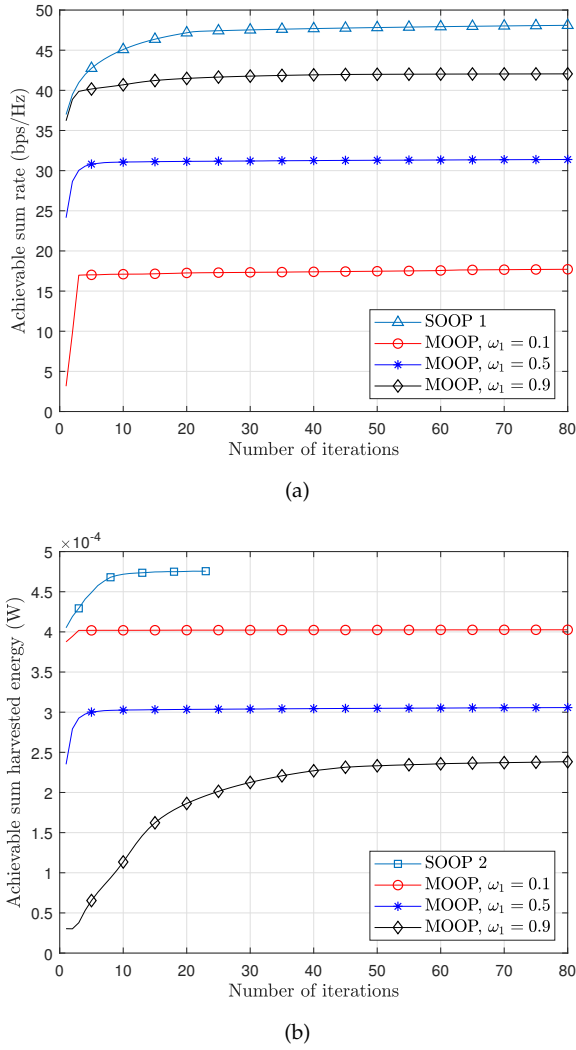 50
45
40
35
30
25
20
15
10
5
0
Achievable sum rate (bps/Hz)
SOOP 1
MOOP, ω₁ = 0.1
MOOP, ω₁ = 0.5
MOOP, ω₁ = 0.9
0 10 20 30 40 50 60 70 80
Number of iterations
(a)
×10⁻⁴
5
4.5
4
3.5
3
2.5
2
1.5
1
0.5
0
Achievable sum harvested energy (W)
SOOP 2
MOOP, ω₁ = 0.1
MOOP, ω₁ = 0.5
MOOP, ω₁ = 0.9
0 10 20 30 40 50 60 70 80
Number of iterations
(b)